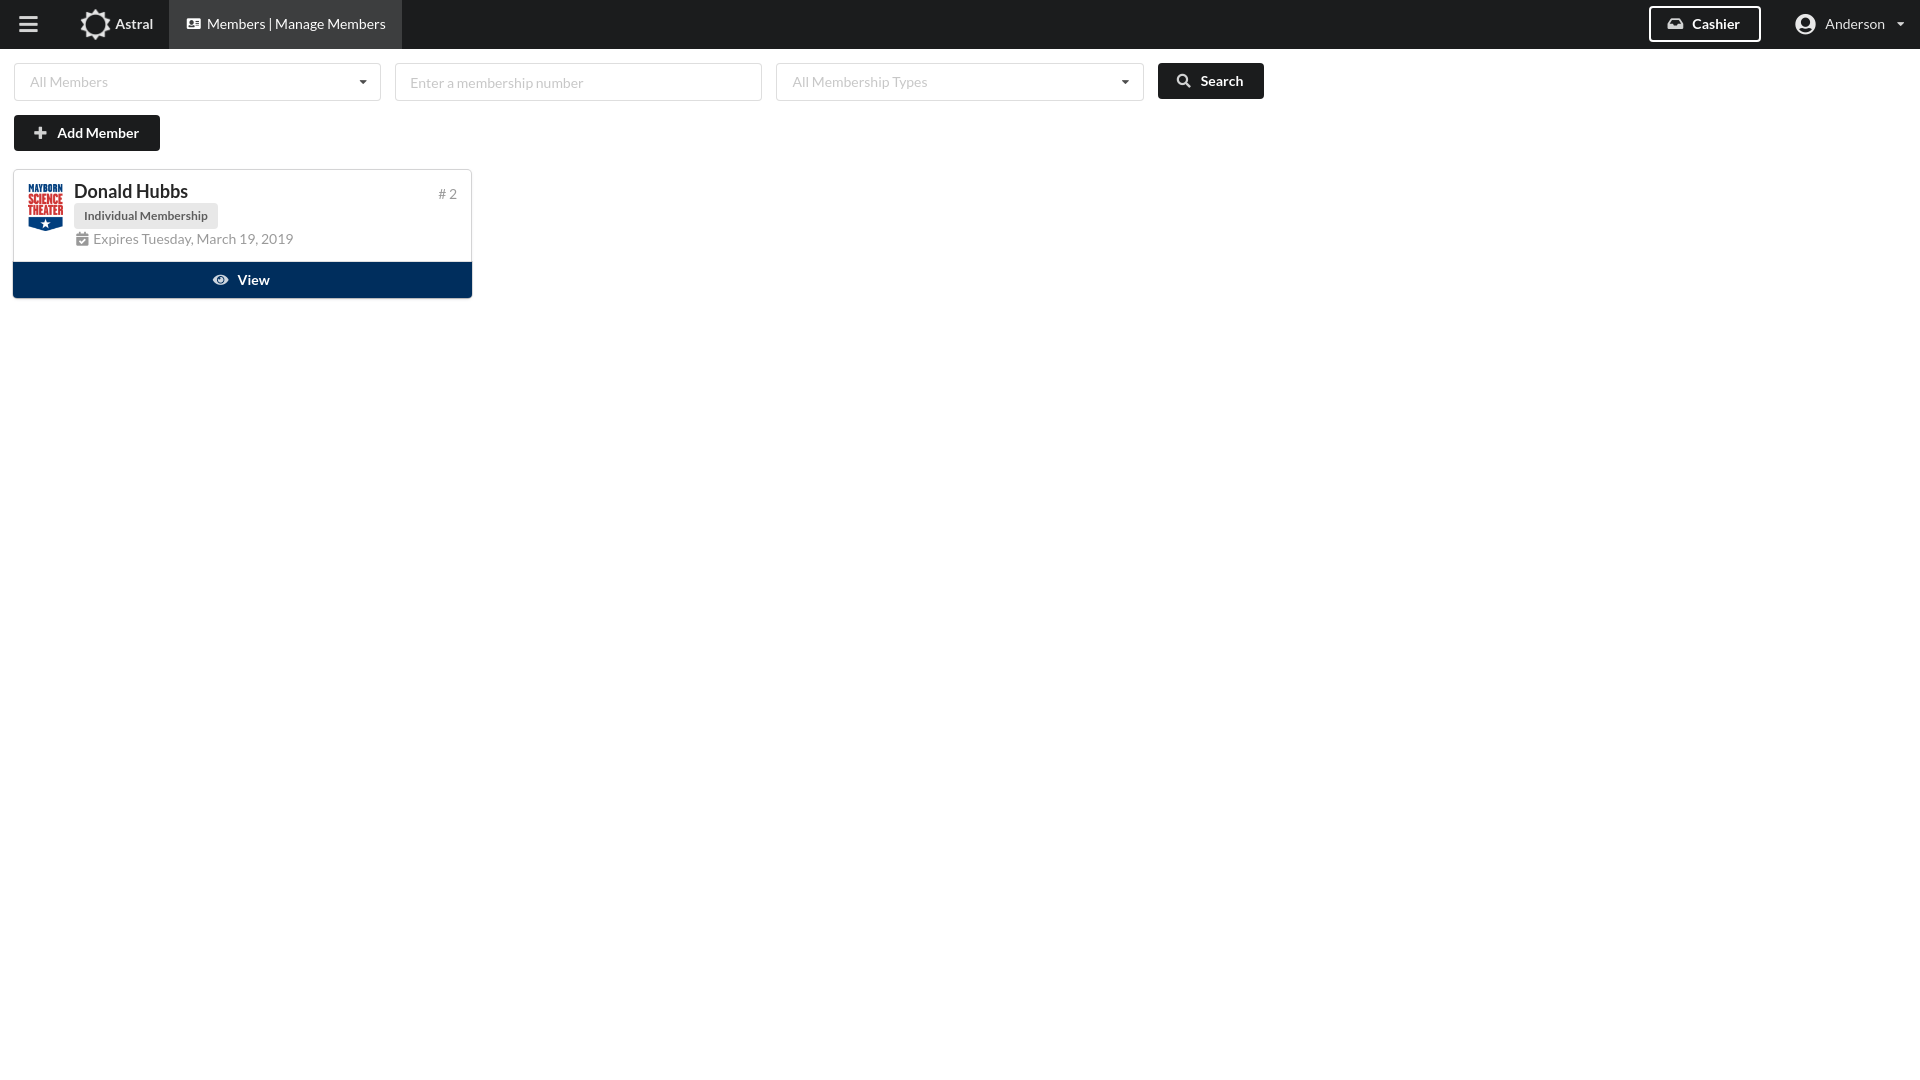 Astral
Members | Manage Members
Cashier
Anderson
All Members
Enter a membership number
All Membership Types
Search
Add Member
MAYBORN
SCIENCE
THEATER
Donald Hubbs
# 2
Individual Membership
Expires Tuesday, March 19, 2019
View